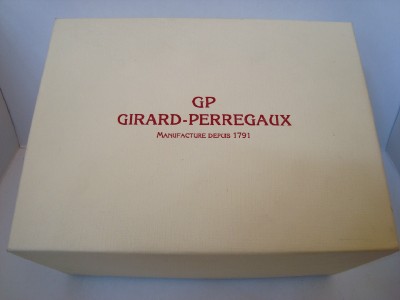 GP
GIRARD-PERREGAUX
MANUFACTURE DEPUIS 1791